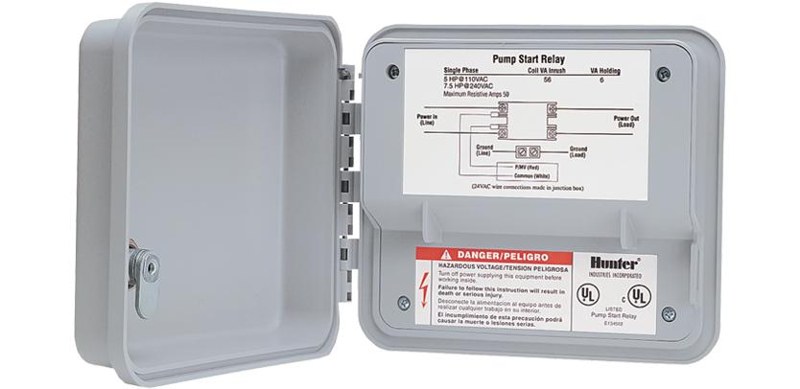 Pump Start Relay
Single Phase Coil VA Inrush VA Holding
5 HP@110VAC 56 6
7.5 HP@240VAC
Maximum Resistive Amps 50
Power in
(Line)
Power Out
(Load)
Ground
(Line)
Ground
(Load)
P/MV (Red)
Common (White)
(24VAC wire connections made in junction box)
DANGER/PELIGRO
HAZARDOUS VOLTAGE/TENSION PELIGROSA
Turn off power supplying this equipment before
working inside.
Failure to follow this instruction will result in
death or serious injury.
Desconecte la alimentacion al equipo antes de
realizar cualquier trabajo en su interior.
El incumplimiento de esta precaución podrá
causar la muerte o lesiones serias.
Hunter
INDUSTRIES INCORPORATED
UL
C UL
LISTED
Pump Start Relay